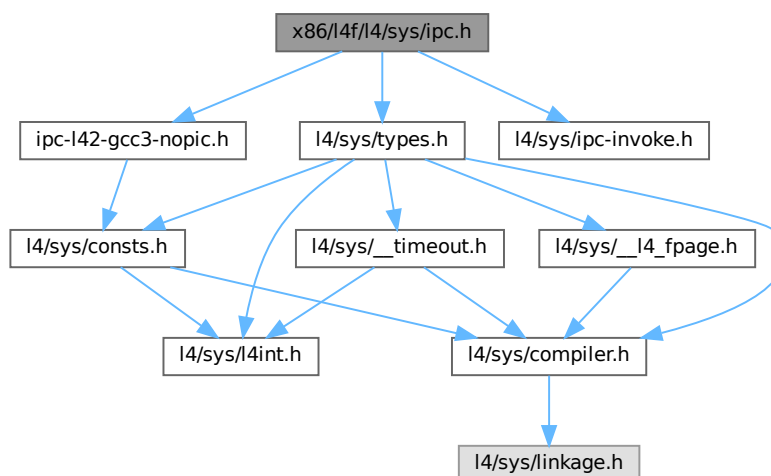 x86/l4f/l4/sys/ipc.h
ipc-l42-gcc3-nopic.h
l4/sys/types.h
l4/sys/ipc-invoke.h
l4/sys/consts.h
l4/sys/__timeout.h
l4/sys/__l4_fpage.h
l4/sys/l4int.h
l4/sys/compiler.h
l4/sys/linkage.h